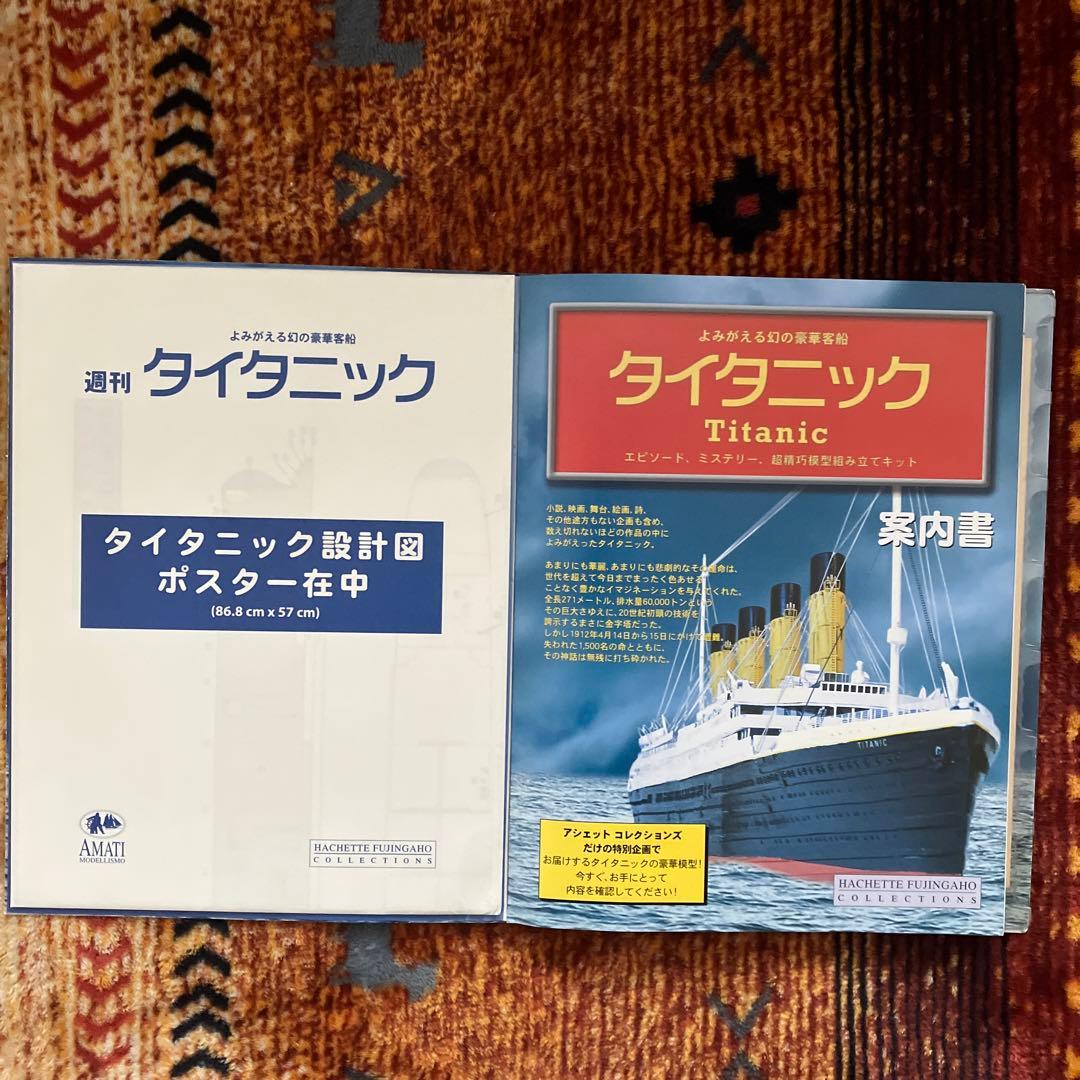 よみがえる幻の豪華客船
週刊 タイタニック
タイタニック設計図
ポスター在中
(86.8 cm x 57 cm)
AMATI
MODELLISMO
HACHETTE FUJINGAHO
COLLECTIONS
よみがえる幻の豪華客船
タイタニック
Titanic
エピソード、ミステリー、超精巧模型組み立てキット
案内書
小説、映画、舞台、絵画、詩、
その他途方もない企画も含め、
数え切れないほどの作品の中に
よみがえったタイタニック。
あまりにも華麗、あまりにも悲劇的なその運命は、
世代を超えて今日までまったく色あせる
ことなく豊かなイマジネーションを与えてくれた。
全長271メートル、排水量60,000トンという
その巨大さゆえに、20世紀初頭の技術を
誇示するまさに金字塔だった。
しかし1912年4月14日から15日にかけて遭難。
失われた1,500名の命とともに、
その神話は無残に打ち砕かれた。
TITANIC
アシェット コレクションズ
だけの特別企画で
お届けするタイタニックの豪華模型!
今すぐ、お手にとって
内容を確認してください!
HACHETTE FUJINGAHO
COLLECTIONS